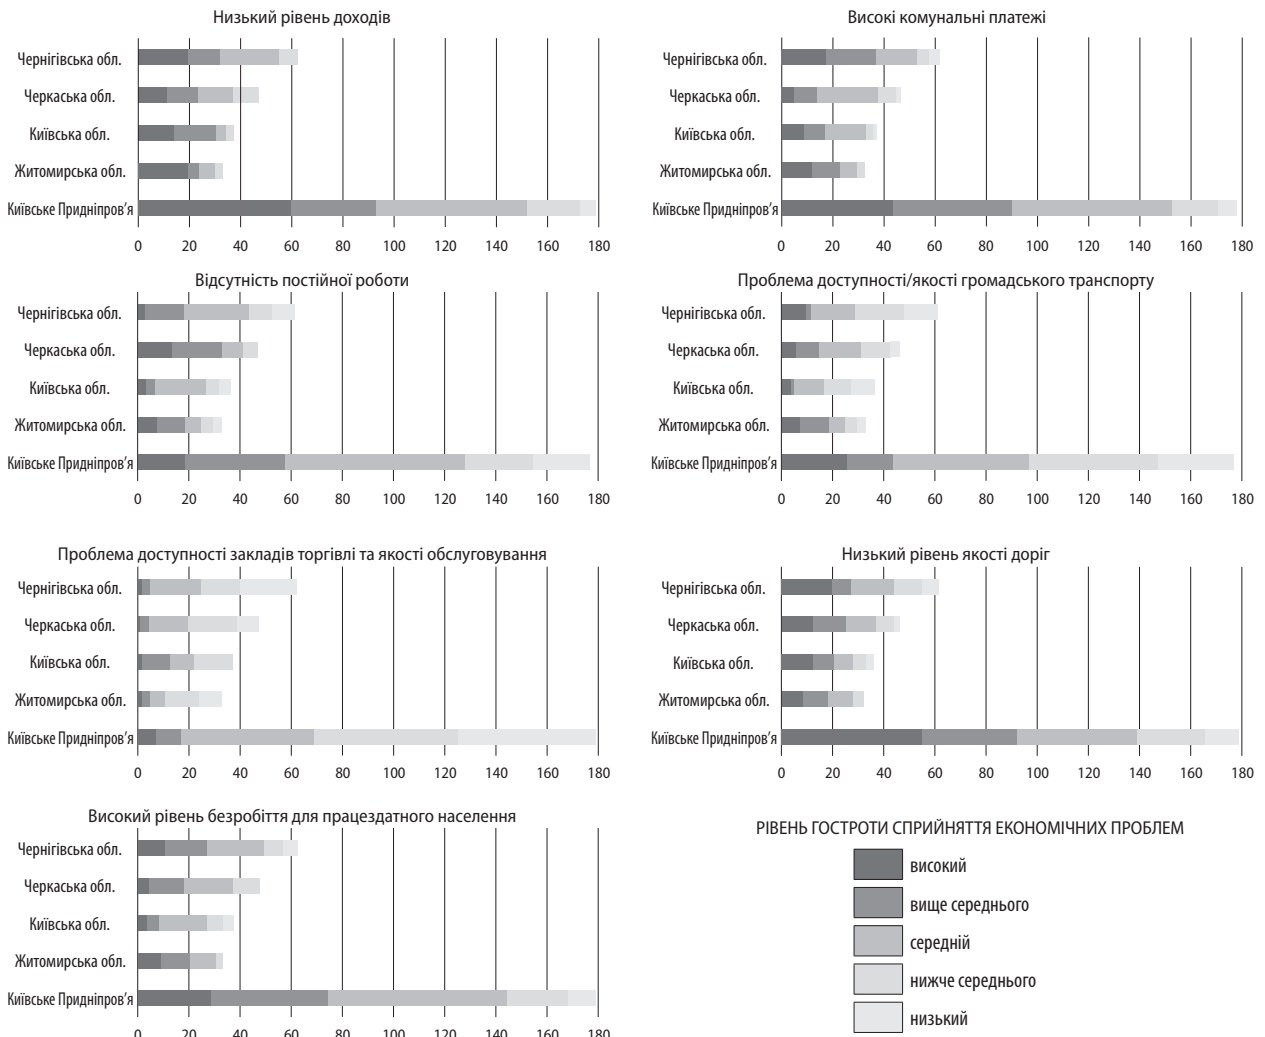 Низький рівень доходів
Чернігівська обл.
Черкаська обл.
Київська обл.
Житомирська обл.
Київське Придніпров’я
0 20 40 60 80 100 120 140 160 180
Високі комунальні платежі
Чернігівська обл.
Черкаська обл.
Київська обл.
Житомирська обл.
Київське Придніпров’я
0 20 40 60 80 100 120 140 160 180
Відсутність постійної роботи
Чернігівська обл.
Черкаська обл.
Київська обл.
Житомирська обл.
Київське Придніпров’я
0 20 40 60 80 100 120 140 160 180
Проблема доступності/якості громадського транспорту
Чернігівська обл.
Черкаська обл.
Київська обл.
Житомирська обл.
Київське Придніпров’я
0 20 40 60 80 100 120 140 160 180
Проблема доступності закладів торгівлі та якості обслуговування
Чернігівська обл.
Черкаська обл.
Київська обл.
Житомирська обл.
Київське Придніпров’я
0 20 40 60 80 100 120 140 160 180
Низький рівень якості доріг
Чернігівська обл.
Черкаська обл.
Київська обл.
Житомирська обл.
Київське Придніпров’я
0 20 40 60 80 100 120 140 160 180
Високий рівень безробіття для працездатного населення
Чернігівська обл.
Черкаська обл.
Київська обл.
Житомирська обл.
Київське Придніпров’я
0 20 40 60 80 100 120 140 160 180
РІВЕНЬ ГОСТРОТИ СПРИЙНЯТТЯ ЕКОНОМІЧНИХ ПРОБЛЕМ
високий
вище середнього
середній
нижче середнього
низький